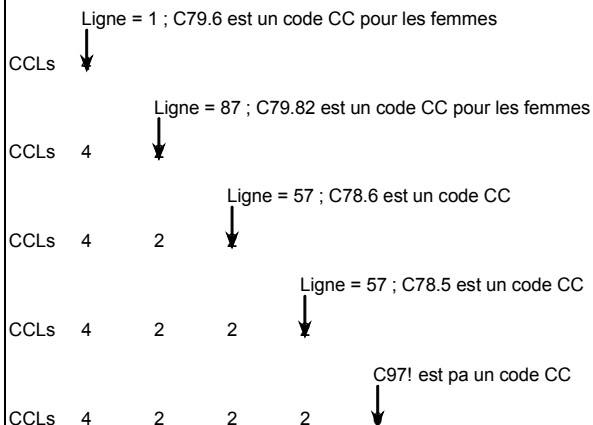 Ligne = 1 ; C79.6 est un code CC pour les femmes
CCLs
Ligne = 87 ; C79.82 est un code CC pour les femmes
CCLs 4
Ligne = 57 ; C78.6 est un code CC
CCLs 4 2
Ligne = 57 ; C78.5 est un code CC
CCLs 4 2 2
C97! est pa un code CC
CCLs 4 2 2 2